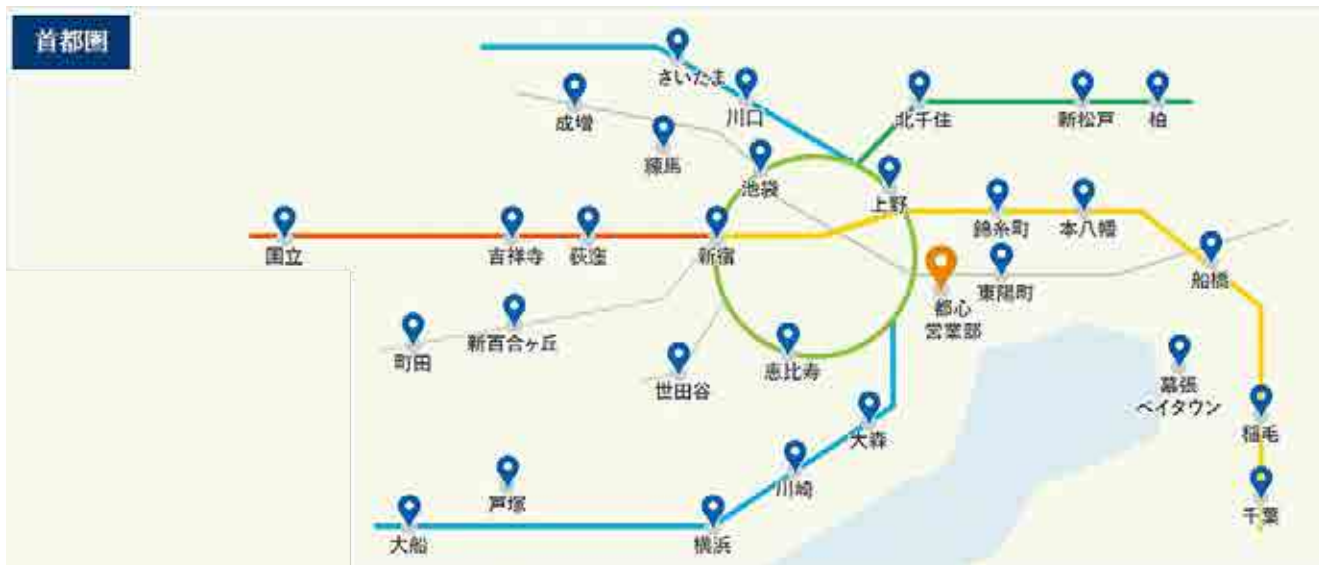 首都圏
さいたま
成増
川口
北千住
新松戸
柏
練馬
池袋
上野
錦糸町
本八幡
国立
吉祥寺
荻窪
新宿
船橋
都心
営業部
東陽町
新百合ヶ丘
町田
世田谷
恵比寿
幕張
ベイタウン
大森
稲毛
川崎
戸塚
千葉
大船
横浜